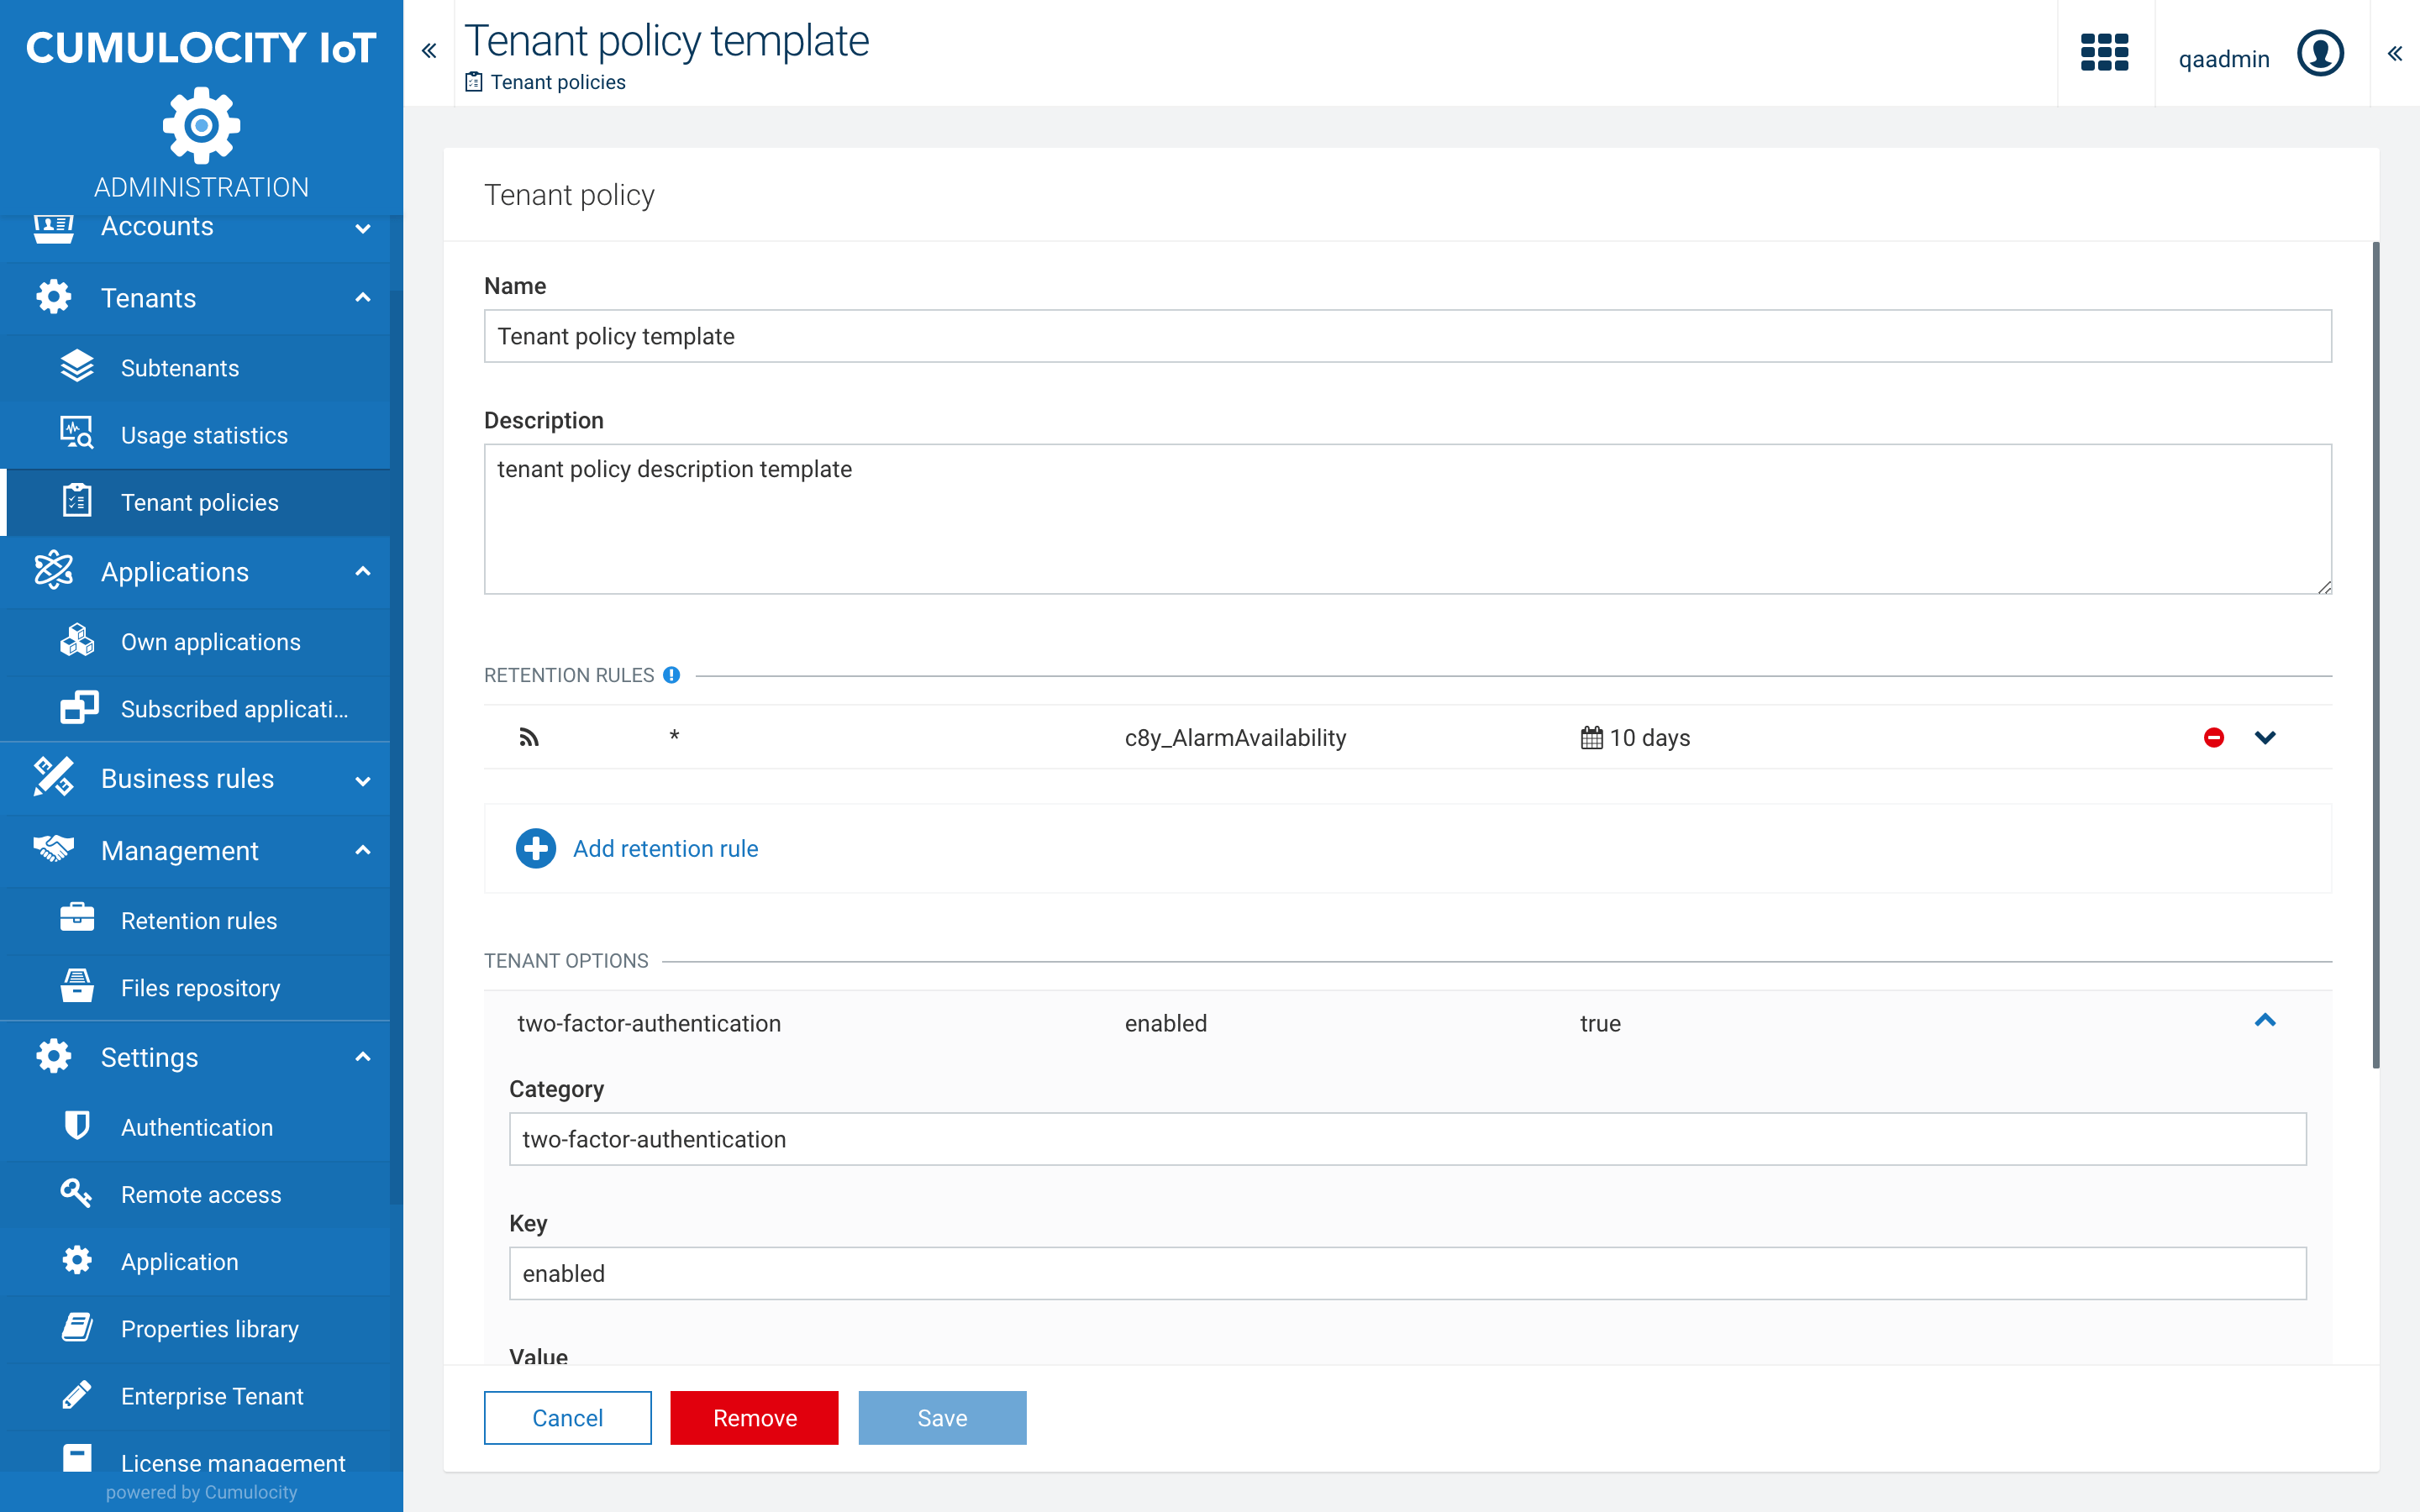 CUMULOCITY IoT
ADMINISTRATION
Accounts
Tenants
Subtenants
Usage statistics
Tenant policies
Applications
Own applications
Subscribed applicati...
Business rules
Management
Retention rules
Files repository
Settings
Authentication
Remote access
Application
Properties library
Enterprise Tenant
License management
powered by Cumulocity
Tenant policy template
Tenant policies
qaadmin
Tenant policy
Name
Tenant policy template
Description
tenant policy description template
RETENTION RULES
* c8y_AlarmAvailability 10 days
Add retention rule
TENANT OPTIONS
two-factor-authentication enabled true
Category
two-factor-authentication
Key
enabled
Value
Cancel Remove Save